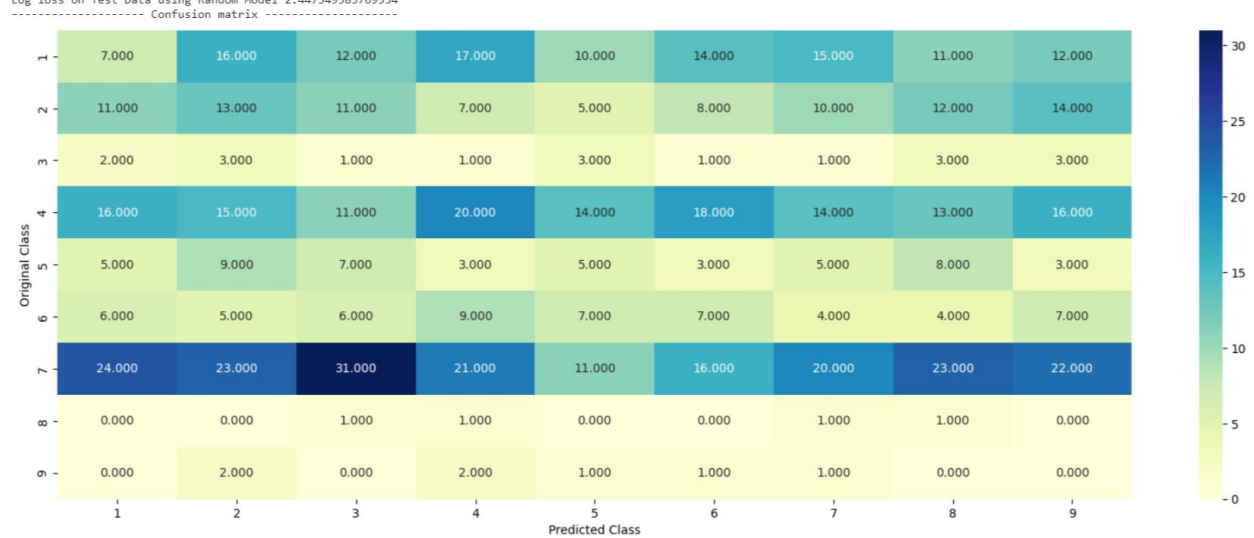 Log loss on Test Data using Random Model 2.447549585769554
-------------------- Confusion matrix --------------------
1 7.000 16.000 12.000 17.000 10.000 14.000 15.000 11.000 12.000
2 11.000 13.000 11.000 7.000 5.000 8.000 10.000 12.000 14.000
3 2.000 3.000 1.000 1.000 3.000 1.000 1.000 3.000 3.000
4 16.000 15.000 11.000 20.000 14.000 18.000 14.000 13.000 16.000
5 5.000 9.000 7.000 3.000 5.000 3.000 5.000 8.000 3.000
6 6.000 5.000 6.000 9.000 7.000 7.000 4.000 4.000 7.000
7 24.000 23.000 31.000 21.000 11.000 16.000 20.000 23.000 22.000
8 0.000 0.000 1.000 1.000 0.000 0.000 1.000 1.000 0.000
9 0.000 2.000 0.000 2.000 1.000 1.000 1.000 0.000 0.000
1 2 3 4 5 6 7 8 9
Predicted Class
Original Class
30
25
20
15
10
5
0